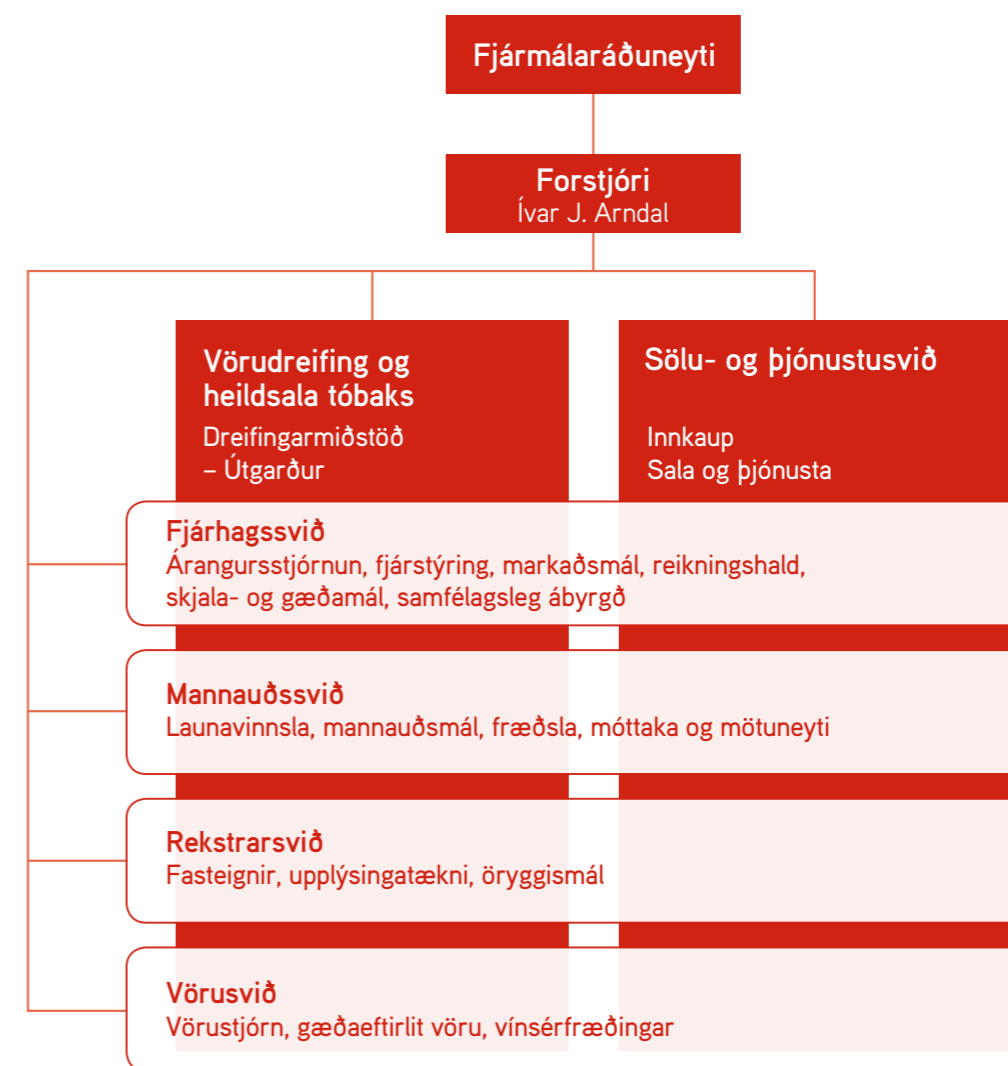 Fjármálaráðuneyti
Forstjóri
Ívar J. Arndal
Vörudreifing og
heildsala tóbaks
Dreifingarmiðstöð
– Útgarður
Sölu- og þjónustusvið
Innkaup
Sala og þjónusta
Fjárhagssvið
Árangursstjórnun, fjárstýring, markaðsmál, reikningshald,
skjala- og gæðamál, samfélagsleg ábyrgð
Mannauðssvið
Launavinnsla, mannauðsmál, fræðsla, móttaka og mötuneyti
Rekstrarsvið
Fasteignir, upplýsingatækni, öryggismál
Vörusvið
Vörustjórn, gæðaeftirlit vöru, vínsérfræðingar